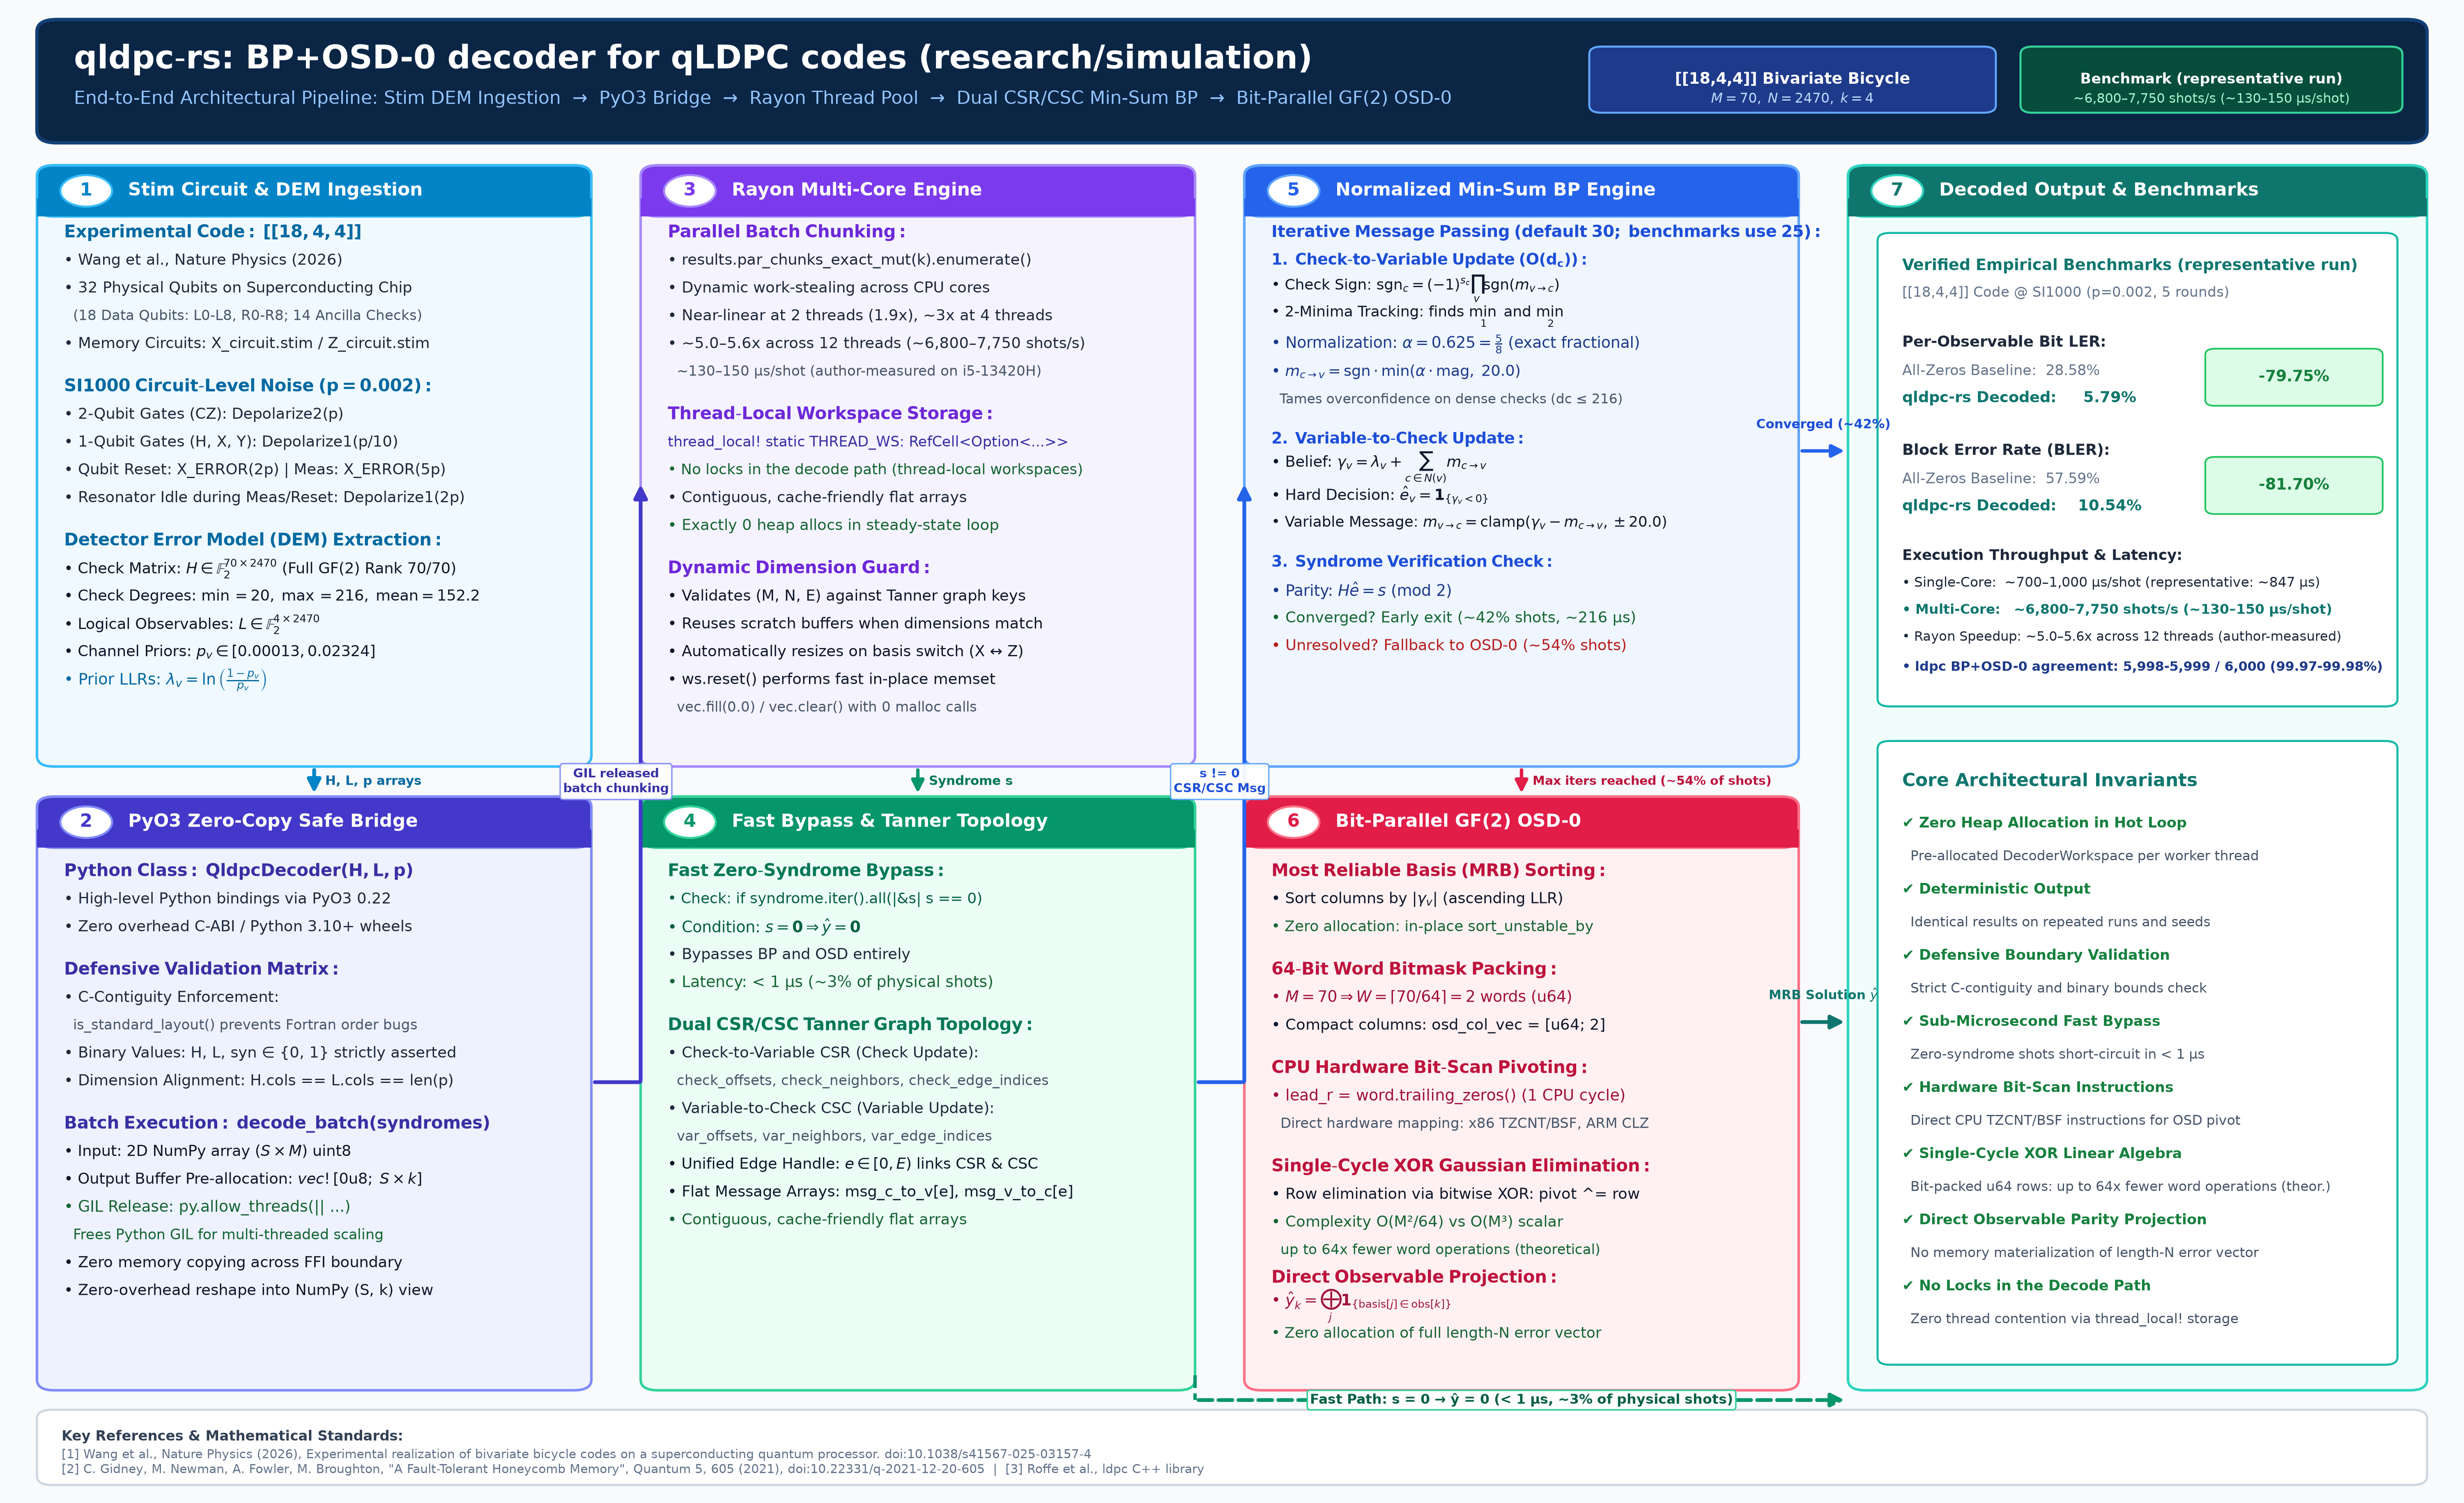 qldpc-rs: BP+OSD-0 decoder for qLDPC codes (research/simulation)
End-to-End Architectural Pipeline: Stim DEM Ingestion → PyO3 Bridge → Rayon Thread Pool → Dual CSR/CSC Min-Sum BP → Bit-Parallel GF(2) OSD-0
[[18,4,4]] Bivariate Bicycle
M = 70, N = 2470, k = 4
Benchmark (representative run)
~6,800–7,750 shots/s (~130–150 µs/shot)
1 Stim Circuit & DEM Ingestion
Experimental Code: [[18, 4, 4]]
• Wang et al., Nature Physics (2026)
• 32 Physical Qubits on Superconducting Chip
(18 Data Qubits: L0-L8, R0-R8; 14 Ancilla Checks)
• Memory Circuits: X_circuit.stim / Z_circuit.stim
SI1000 Circuit-Level Noise (p = 0.002):
• 2-Qubit Gates (CZ): Depolarize2(p)
• 1-Qubit Gates (H, X, Y): Depolarize1(p/10)
• Qubit Reset: X_ERROR(2p) | Meas: X_ERROR(5p)
• Resonator Idle during Meas/Reset: Depolarize1(2p)
Detector Error Model (DEM) Extraction:
• Check Matrix: H ∈ 𝔽₂^{70×2470} (Full GF(2) Rank 70/70)
• Check Degrees: min = 20, max = 216, mean = 152.2
• Logical Observables: L ∈ 𝔽₂^{4×2470}
• Channel Priors: p_v ∈ [0.00013, 0.02324]
• Prior LLRs: λ_v = ln((1−p_v)/p_v)
H, L, p arrays
2 PyO3 Zero-Copy Safe Bridge
Python Class: QldpcDecoder(H, L, p)
• High-level Python bindings via PyO3 0.22
• Zero overhead C-ABI / Python 3.10+ wheels
Defensive Validation Matrix:
• C-Contiguity Enforcement:
is_standard_layout() prevents Fortran order bugs
• Binary Values: H, L, syn ∈ {0, 1} strictly asserted
• Dimension Alignment: H.cols == L.cols == len(p)
Batch Execution: decode_batch(syndromes)
• Input: 2D NumPy array (S × M) uint8
• Output Buffer Pre-allocation: vec![0u8; S × k]
• GIL Release: py.allow_threads(|| ...)
Frees Python GIL for multi-threaded scaling
• Zero memory copying across FFI boundary
• Zero-overhead reshape into NumPy (S, k) view
GIL released
batch chunking
3 Rayon Multi-Core Engine
Parallel Batch Chunking:
• results.par_chunks_exact_mut(k).enumerate()
• Dynamic work-stealing across CPU cores
• Near-linear at 2 threads (1.9x), ~3x at 4 threads
• ~5.0–5.6x across 12 threads (~6,800–7,750 shots/s)
~130–150 µs/shot (author-measured on i5-13420H)
Thread-Local Workspace Storage:
thread_local! static THREAD_WS: RefCell<Option<...>>
• No locks in the decode path (thread-local workspaces)
• Contiguous, cache-friendly flat arrays
• Exactly 0 heap allocs in steady-state loop
Dynamic Dimension Guard:
• Validates (M, N, E) against Tanner graph keys
• Reuses scratch buffers when dimensions match
• Automatically resizes on basis switch (X ↔ Z)
• ws.reset() performs fast in-place memset
vec.fill(0.0) / vec.clear() with 0 malloc calls
Syndrome s
4 Fast Bypass & Tanner Topology
Fast Zero-Syndrome Bypass:
• Check: if syndrome.iter().all(|&s| s == 0)
• Condition: s = 0 ⇒ ŷ = 0
• Bypasses BP and OSD entirely
• Latency: < 1 µs (~3% of physical shots)
Dual CSR/CSC Tanner Graph Topology:
• Check-to-Variable CSR (Check Update):
check_offsets, check_neighbors, check_edge_indices
• Variable-to-Check CSC (Variable Update):
var_offsets, var_neighbors, var_edge_indices
• Unified Edge Handle: e ∈ [0, E) links CSR & CSC
• Flat Message Arrays: msg_c_to_v[e], msg_v_to_c[e]
• Contiguous, cache-friendly flat arrays
s != 0
CSR/CSC Msg
5 Normalized Min-Sum BP Engine
Iterative Message Passing (default 30; benchmarks use 25):
1. Check-to-Variable Update (O(d_c)):
• Check Sign: sgn_c = (−1)^{s_c} ∏_v sgn(m_{v→c})
• 2-Minima Tracking: finds min_1 and min_2
• Normalization: α = 0.625 = 5/8 (exact fractional)
• m_{c→v} = sgn · min(α · mag, 20.0)
Tames overconfidence on dense checks (dc ≤ 216)
2. Variable-to-Check Update:
• Belief: γ_v = λ_v + ∑_{c∈N(v)} m_{c→v}
• Hard Decision: ê_v = 1_{γ_v<0}
• Variable Message: m_{v→c} = clamp(γ_v − m_{c→v}, ±20.0)
3. Syndrome Verification Check:
• Parity: Hê = s (mod 2)
• Converged? Early exit (~42% shots, ~216 µs)
• Unresolved? Fallback to OSD-0 (~54% shots)
Converged (~42%)
Max iters reached (~54% of shots)
6 Bit-Parallel GF(2) OSD-0
Most Reliable Basis (MRB) Sorting:
• Sort columns by |γ_v| (ascending LLR)
• Zero allocation: in-place sort_unstable_by
64-Bit Word Bitmask Packing:
• M = 70 ⇒ W = ⌈70/64⌉ = 2 words (u64)
• Compact columns: osd_col_vec = [u64; 2]
CPU Hardware Bit-Scan Pivoting:
• lead_r = word.trailing_zeros() (1 CPU cycle)
Direct hardware mapping: x86 TZCNT/BSF, ARM CLZ
Single-Cycle XOR Gaussian Elimination:
• Row elimination via bitwise XOR: pivot ^= row
• Complexity O(M²/64) vs O(M³) scalar
up to 64x fewer word operations (theoretical)
Direct Observable Projection:
• ŷ_k = ⨁_j 1_{basis[j]∈obs[k]}
• Zero allocation of full length-N error vector
MRB Solution ŷ
Fast Path: s = 0 → ŷ = 0 (< 1 µs, ~3% of physical shots)
7 Decoded Output & Benchmarks
Verified Empirical Benchmarks (representative run)
[[18,4,4]] Code @ SI1000 (p=0.002, 5 rounds)
Per-Observable Bit LER:
All-Zeros Baseline: 28.58%
qldpc-rs Decoded: 5.79%
-79.75%
Block Error Rate (BLER):
All-Zeros Baseline: 57.59%
qldpc-rs Decoded: 10.54%
-81.70%
Execution Throughput & Latency:
• Single-Core: ~700–1,000 µs/shot (representative: ~847 µs)
• Multi-Core: ~6,800–7,750 shots/s (~130–150 µs/shot)
• Rayon Speedup: ~5.0–5.6x across 12 threads (author-measured)
• ldpc BP+OSD-0 agreement: 5,998-5,999 / 6,000 (99.97-99.98%)
Core Architectural Invariants
✔ Zero Heap Allocation in Hot Loop
Pre-allocated DecoderWorkspace per worker thread
✔ Deterministic Output
Identical results on repeated runs and seeds
✔ Defensive Boundary Validation
Strict C-contiguity and binary bounds check
✔ Sub-Microsecond Fast Bypass
Zero-syndrome shots short-circuit in < 1 µs
✔ Hardware Bit-Scan Instructions
Direct CPU TZCNT/BSF instructions for OSD pivot
✔ Single-Cycle XOR Linear Algebra
Bit-packed u64 rows: up to 64x fewer word operations (theor.)
✔ Direct Observable Parity Projection
No memory materialization of length-N error vector
✔ No Locks in the Decode Path
Zero thread contention via thread_local! storage
Key References & Mathematical Standards:
[1] Wang et al., Nature Physics (2026), Experimental realization of bivariate bicycle codes on a superconducting quantum processor. doi:10.1038/s41567-025-03157-4
[2] C. Gidney, M. Newman, A. Fowler, M. Broughton, "A Fault-Tolerant Honeycomb Memory", Quantum 5, 605 (2021), doi:10.22331/q-2021-12-20-605 | [3] Roffe et al., ldpc C++ library